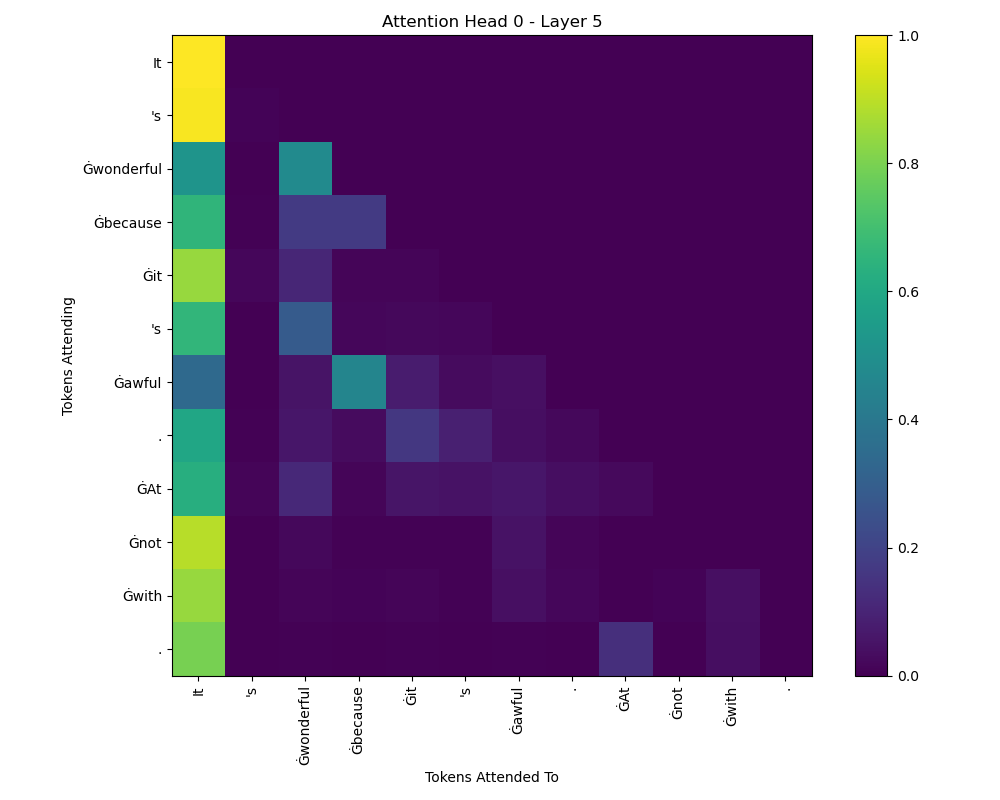 Attention Head 0 - Layer 5
It
's
Ġwonderful
Ġbecause
Ġit
's
Ġawful
.
ĠAt
Ġnot
Ġwith
.
Tokens Attending
It
's
Ġwonderful
Ġbecause
Ġit
's
Ġawful
.
ĠAt
Ġnot
Ġwith
.
Tokens Attended To
1.0
0.8
0.6
0.4
0.2
0.0